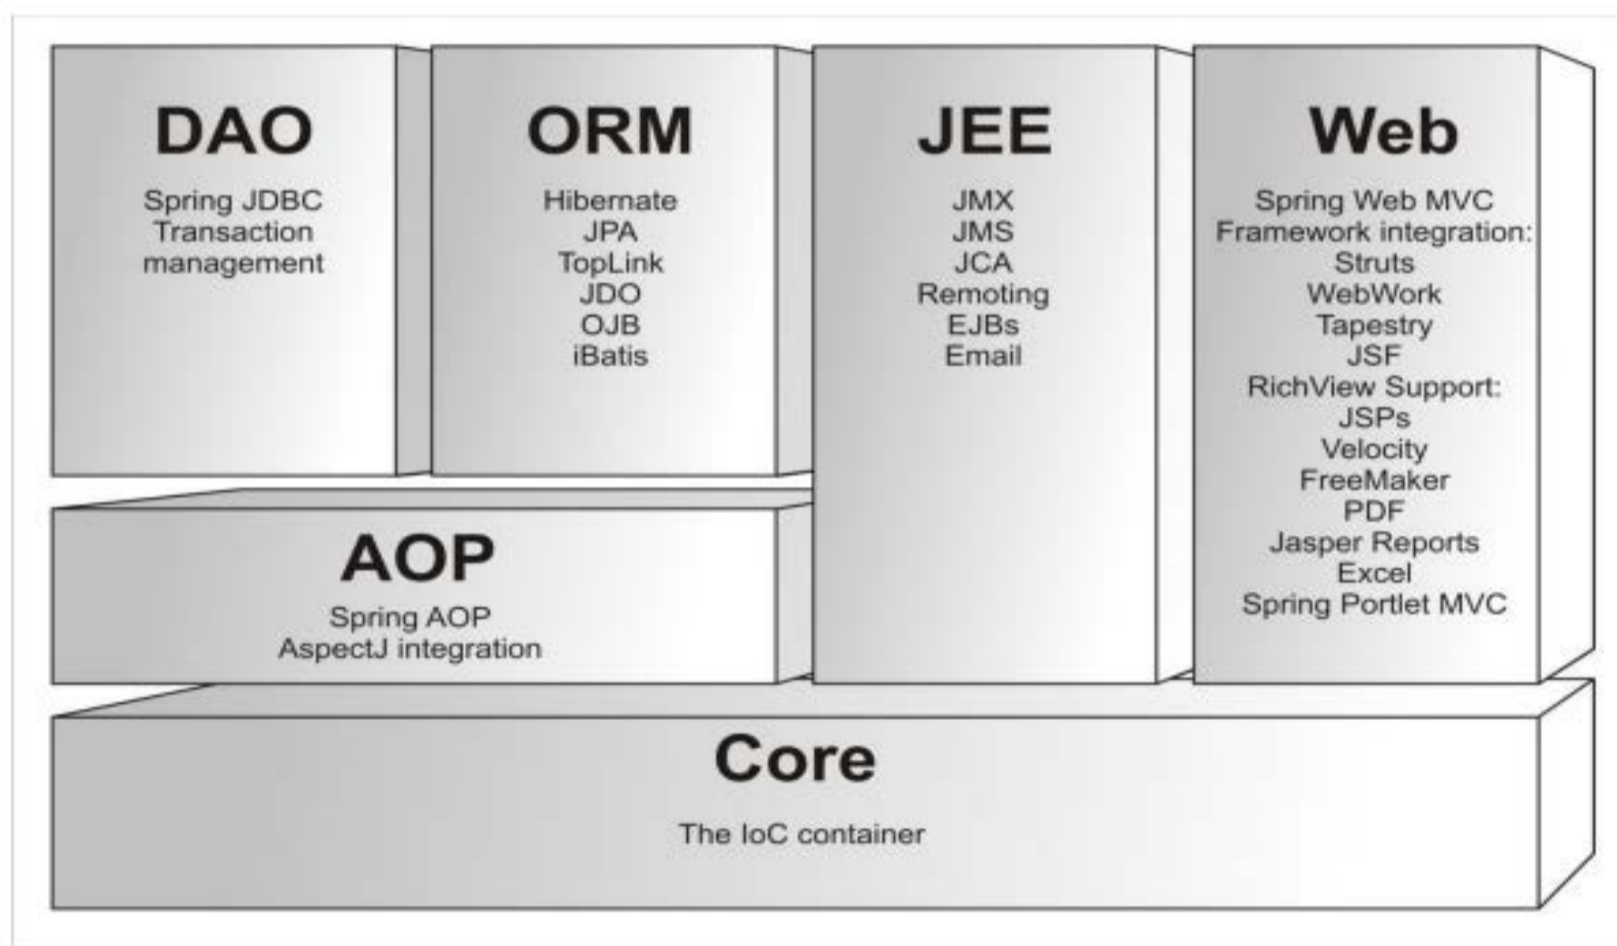 DAO
Spring JDBC
Transaction
management
ORM
Hibernate
JPA
TopLink
JDO
OJB
iBatis
JEE
JMX
JMS
JCA
Remoting
EJBs
Email
Web
Spring Web MVC
Framework integration:
Struts
WebWork
Tapestry
JSF
RichView Support:
JSPs
Velocity
FreeMaker
PDF
Jasper Reports
Excel
Spring Portlet MVC
AOP
Spring AOP
AspectJ integration
Core
The IoC container